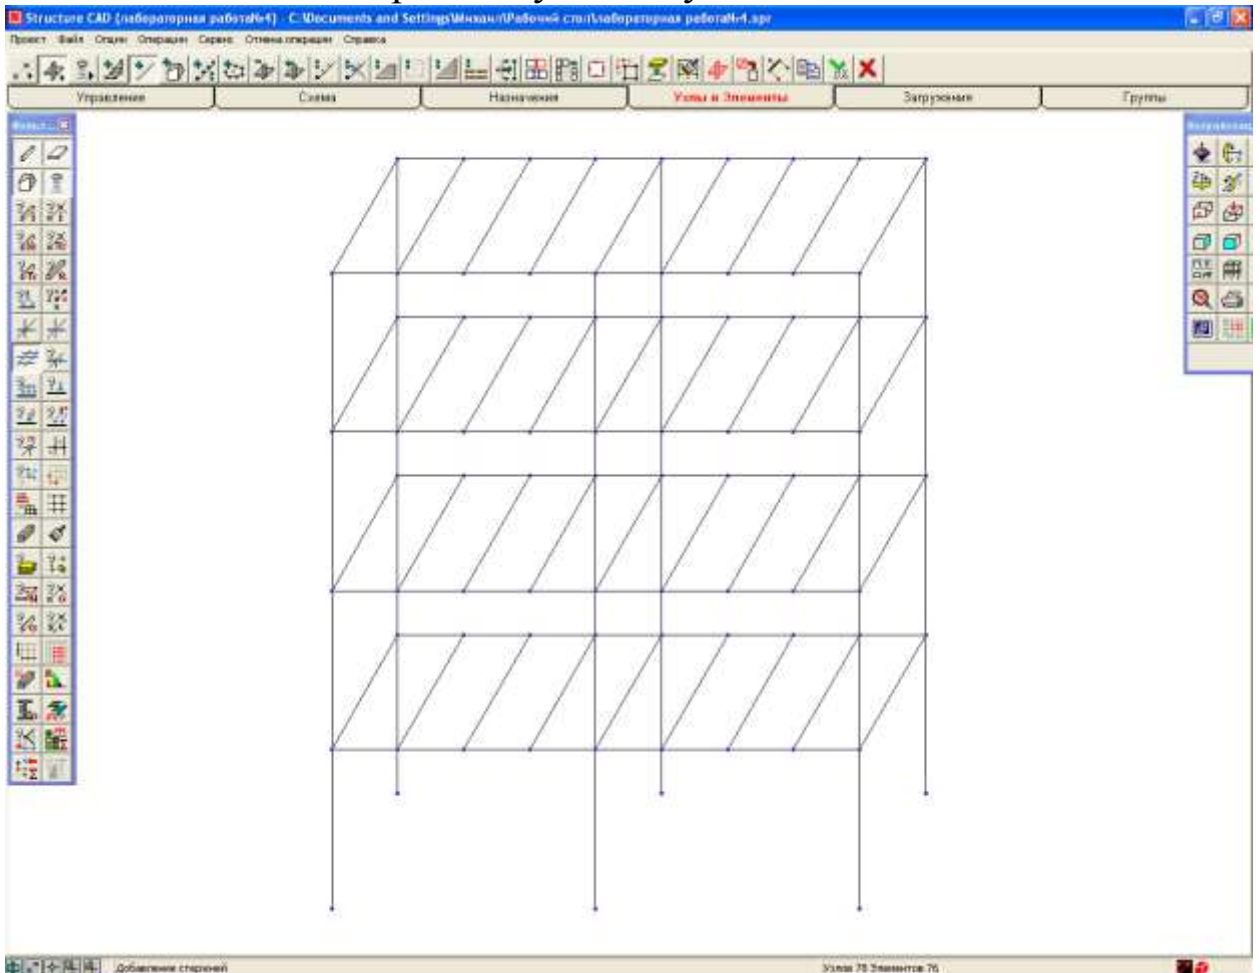 Structure CAD (лабораторная работа№4) - C:\Documents and Settings\Михаил\Рабочий стол\лабораторная работа№4.spr
Проект Файл Опции Операции Сервис Отмена операции Справка
Управление Схема Назначения Узлы и Элементы Загружения Группы
Добавление стержней
Узлов 78 Элементов 76